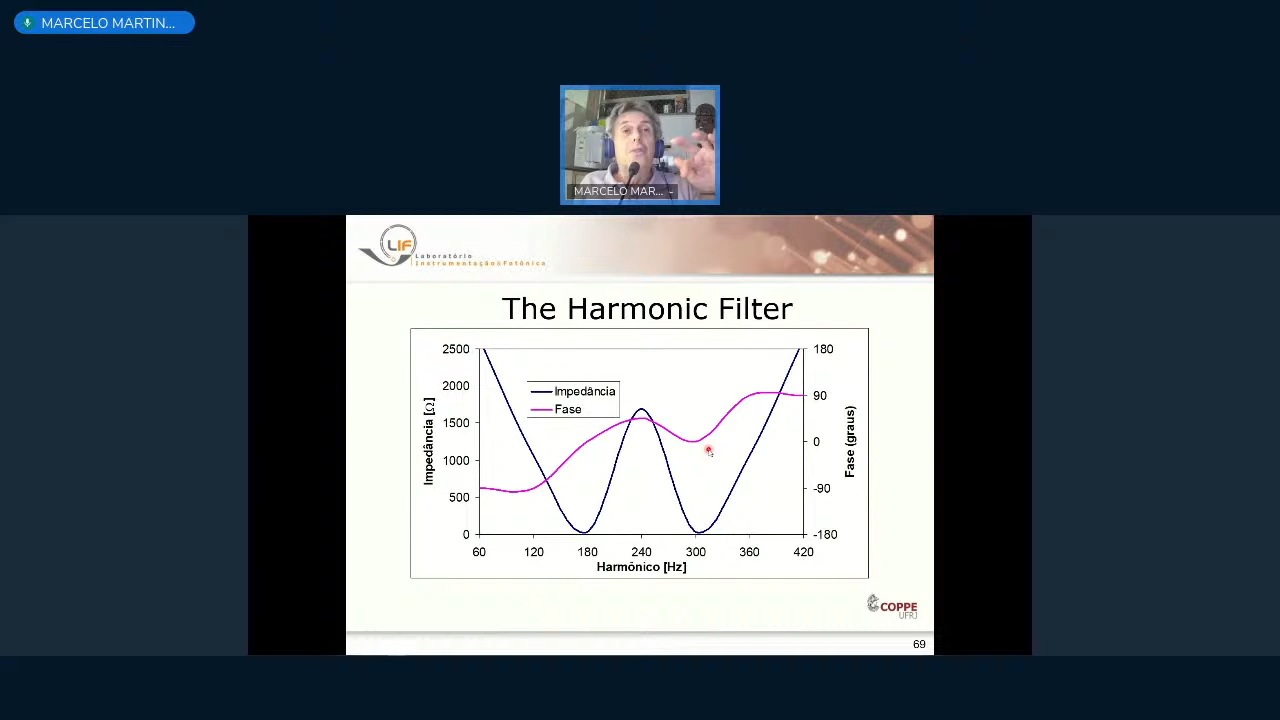 MARCELO MARTIN...
MARCELO MAR...
LIF
Laboratório
Instrumentação&Fotônica
The Harmonic Filter
2500
2000
1500
1000
500
0
Impedância [Ω]
Impedância
Fase
180
90
0
-90
-180
Fase (graus)
60 120 180 240 300 360 420
Harmônico [Hz]
COPPE
UFRJ
69